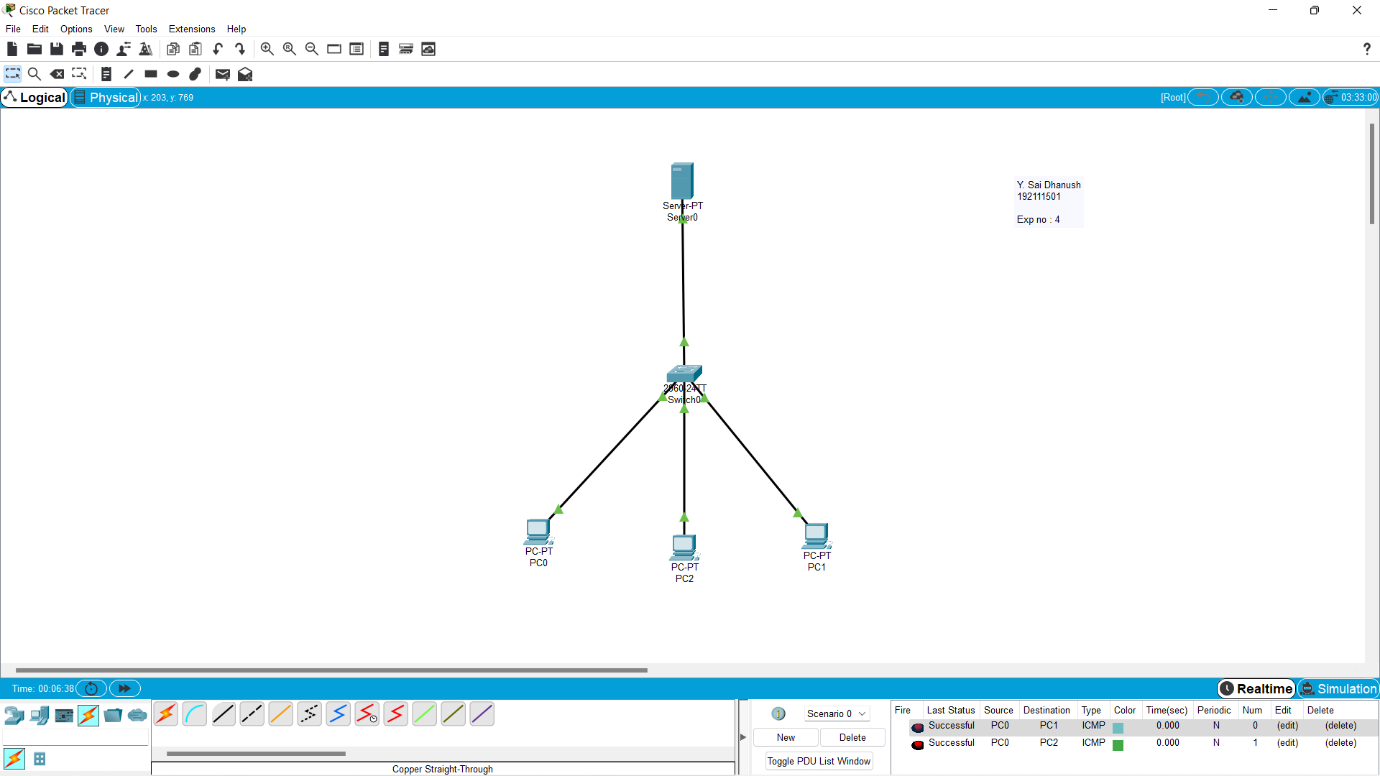 Cisco Packet Tracer
File Edit Options View Tools Extensions Help
?
Logical Physical x: 203, y: 769 [Root] 03:33:00
Y. Sai Dhanush
192111501
Exp no : 4
Server-PT
Server0
2960-24TT
Switch0
PC-PT
PC0
PC-PT
PC2
PC-PT
PC1
Time: 00:06:38 Realtime Simulation
Scenario 0
New Delete
Toggle PDU List Window
Fire Last Status Source Destination Type Color Time(sec) Periodic Num Edit Delete
Successful PC0 PC1 ICMP 0.000 N 0 (edit) (delete)
Successful PC0 PC2 ICMP 0.000 N 1 (edit) (delete)
Copper Straight-Through